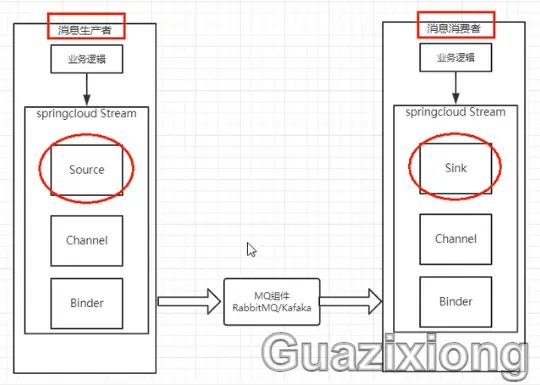 消息生产者
业务逻辑
springcloud Stream
Source
Channel
Binder
MQ组件
RabbitMQ/Kafaka
消息消费者
业务逻辑
springcloud Stream
Sink
Channel
Binder
Guazixiong